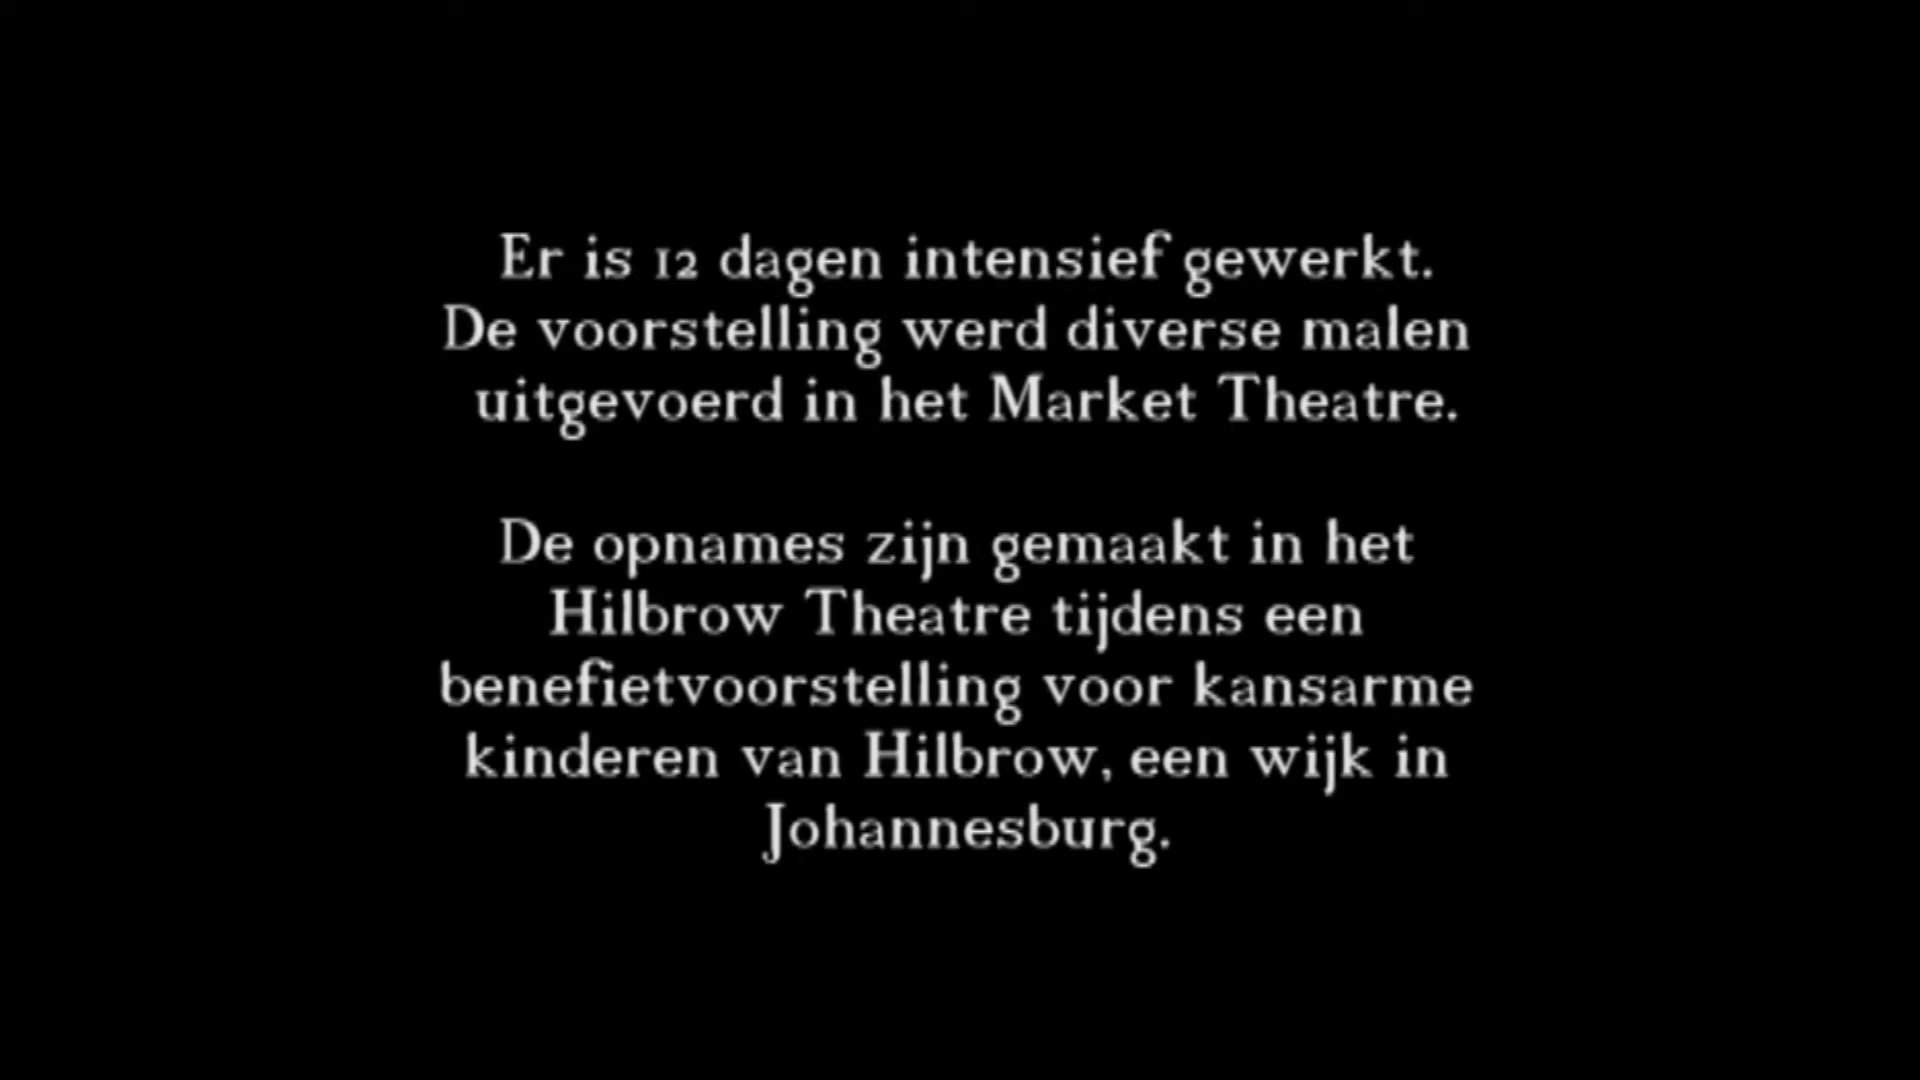 Er is 12 dagen intensief gewerkt.
De voorstelling werd diverse malen
uitgevoerd in het Market Theatre.
De opnames zijn gemaakt in het
Hilbrow Theatre tijdens een
benefietvoorstelling voor kansarme
kinderen van Hilbrow, een wijk in
Johannesburg.